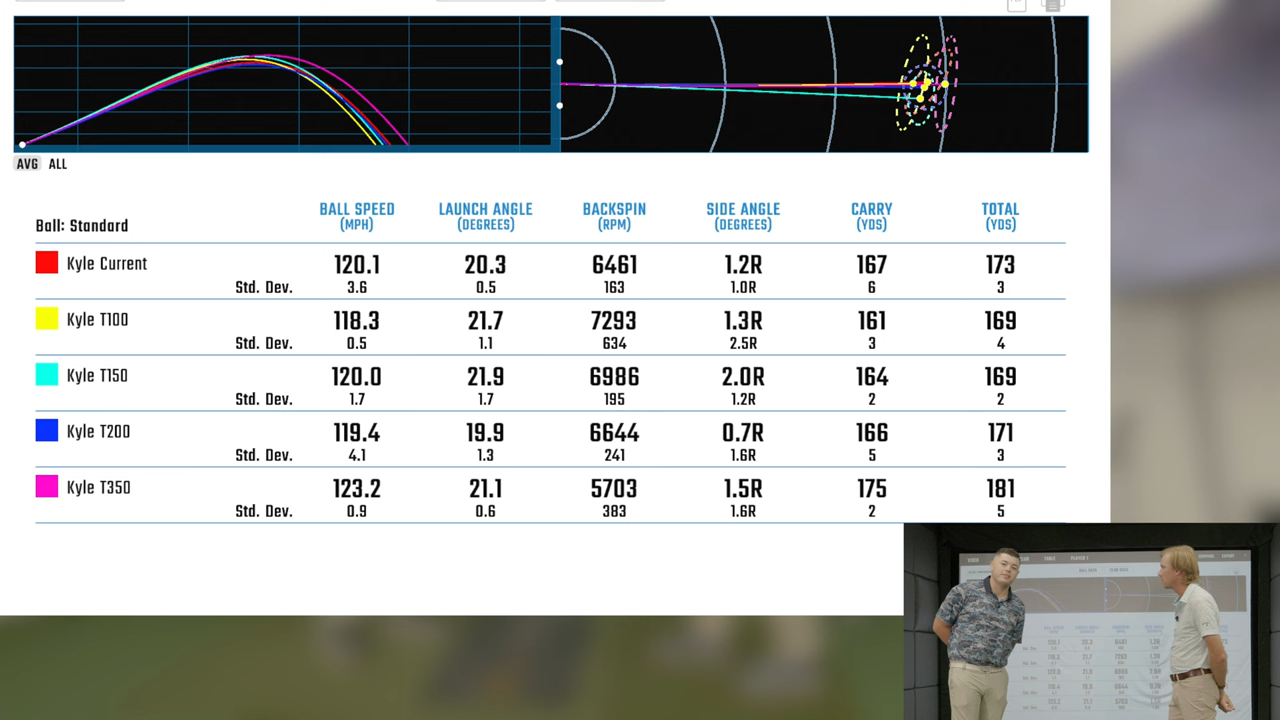 AVG ALL
BALL SPEED LAUNCH ANGLE BACKSPIN SIDE ANGLE CARRY TOTAL
Ball: Standard (MPH) (DEGREES) (RPM) (DEGREES) (YDS) (YDS)
Kyle Current 120.1 20.3 6461 1.2R 167 173
Std. Dev. 3.6 0.5 163 1.0R 6 3
Kyle T100 118.3 21.7 7293 1.3R 161 169
Std. Dev. 0.5 1.1 634 2.5R 3 4
Kyle T150 120.0 21.9 6986 2.0R 164 169
Std. Dev. 1.7 1.7 195 1.2R 2 2
Kyle T200 119.4 19.9 6644 0.7R 166 171
Std. Dev. 4.1 1.3 241 1.6R 5 3
Kyle T350 123.2 21.1 5703 1.5R 175 181
Std. Dev. 0.9 0.6 383 1.6R 2 5